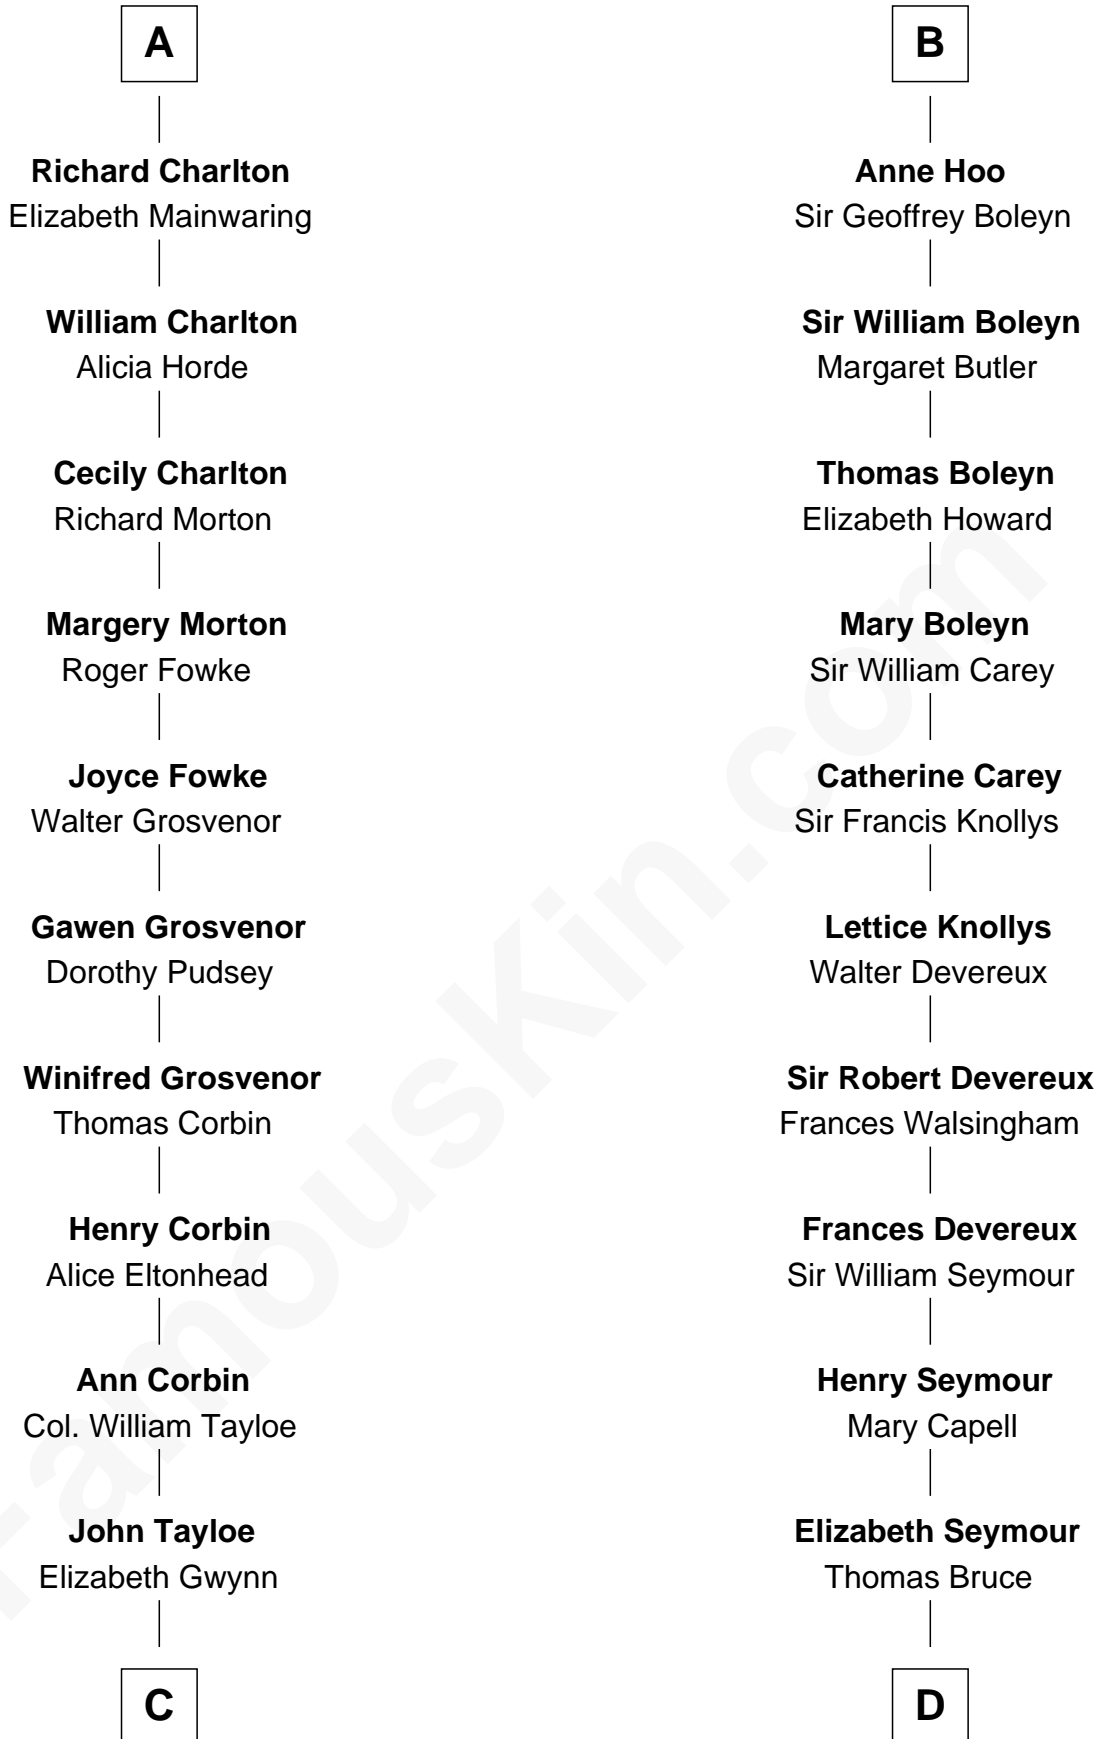 A
Richard Charlton
Elizabeth Mainwaring
William Charlton
Alicia Horde
Cecily Charlton
Richard Morton
Margery Morton
Roger Fowke
Joyce Fowke
Walter Grosvenor
Gawen Grosvenor
Dorothy Pudsey
Winifred Grosvenor
Thomas Corbin
Henry Corbin
Alice Eltonhead
Ann Corbin
Col. William Tayloe
John Tayloe
Elizabeth Gwynn
C
B
Anne Hoo
Sir Geoffrey Boleyn
Sir William Boleyn
Margaret Butler
Thomas Boleyn
Elizabeth Howard
Mary Boleyn
Sir William Carey
Catherine Carey
Sir Francis Knollys
Lettice Knollys
Walter Devereux
Sir Robert Devereux
Frances Walsingham
Frances Devereux
Sir William Seymour
Henry Seymour
Mary Capell
Elizabeth Seymour
Thomas Bruce
D
FamousKin.com